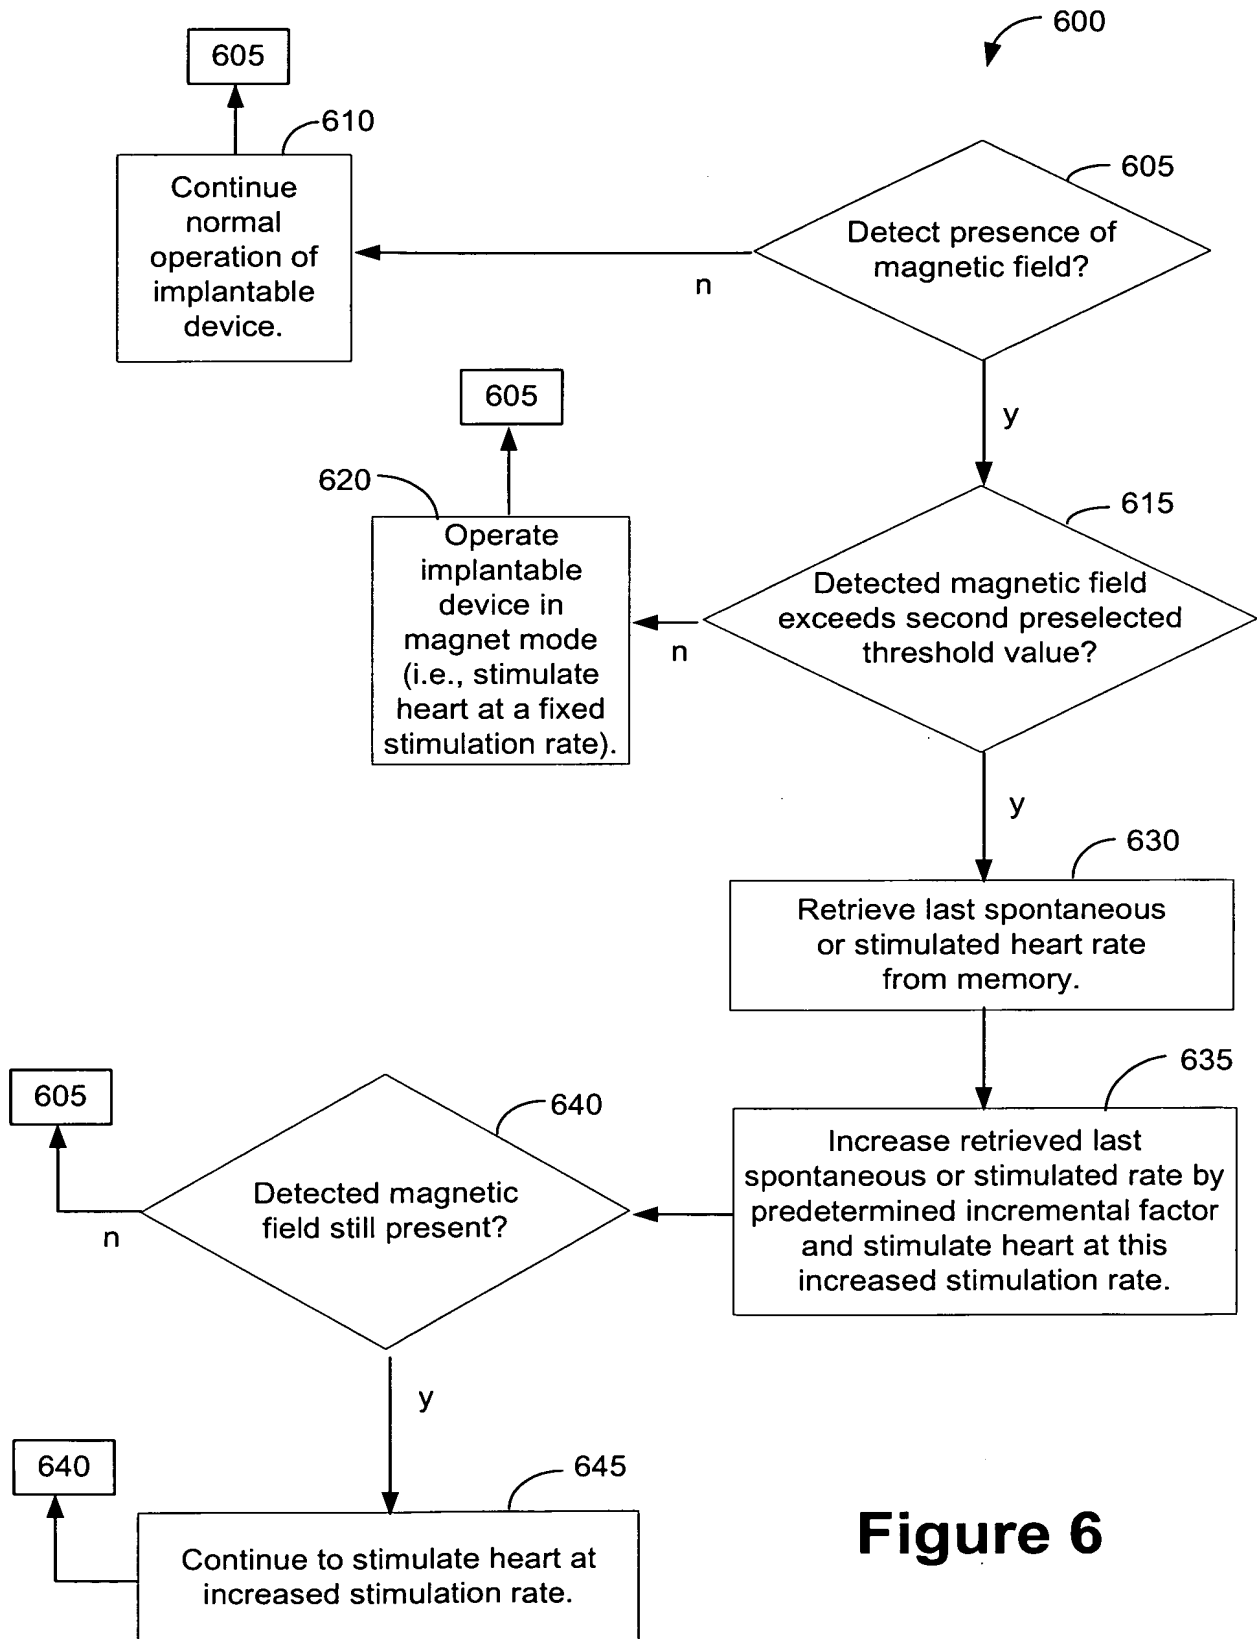 600
605
610
Continue
normal
operation of
implantable
device.
605
Detect presence of
magnetic field?
n
y
605
620
Operate
implantable
device in
magnet mode
(i.e., stimulate
heart at a fixed
stimulation rate).
615
Detected magnetic field
exceeds second preselected
threshold value?
n
y
630
Retrieve last spontaneous
or stimulated heart rate
from memory.
635
Increase retrieved last
spontaneous or stimulated rate by
predetermined incremental factor
and stimulate heart at this
increased stimulation rate.
605
640
Detected magnetic
field still present?
n
y
640
645
Continue to stimulate heart at
increased stimulation rate.
Figure 6